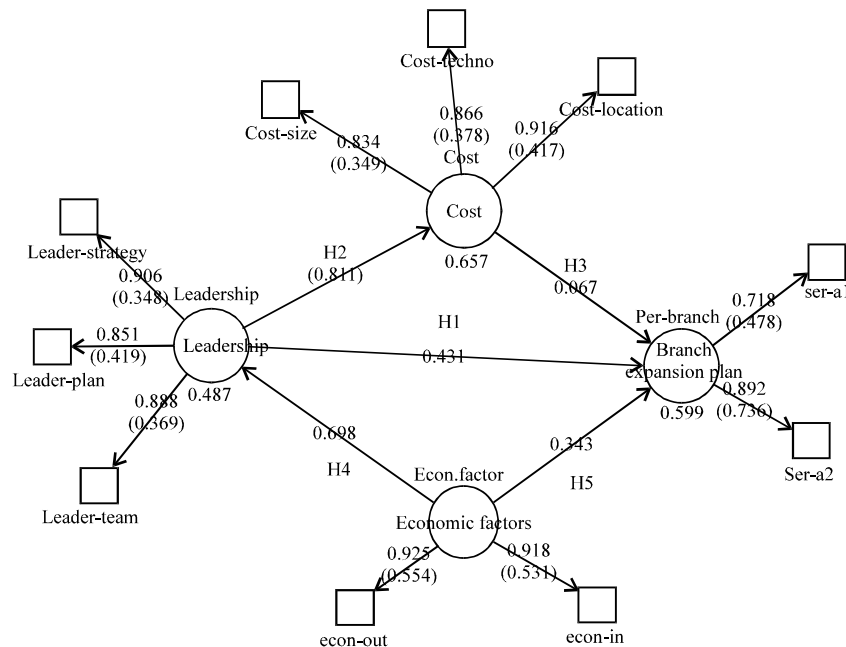 Cost-techno
Cost-size
Cost-location
0.834
(0.349)
0.866
(0.378)
0.916
(0.417)
Cost
Cost
0.657
Leader-strategy
0.906
(0.348)
Leadership
Leadership
0.487
0.851
(0.419)
Leader-plan
0.888
(0.369)
Leader-team
H2
(0.811)
H3
0.067
H1
0.431
Per-branch
Branch
expansion plan
0.599
ser-a1
0.718
(0.478)
0.892
(0.736)
Ser-a2
0.698
H4
0.343
H5
Econ.factor
Economic factors
0.925
(0.554)
0.918
(0.531)
econ-out
econ-in